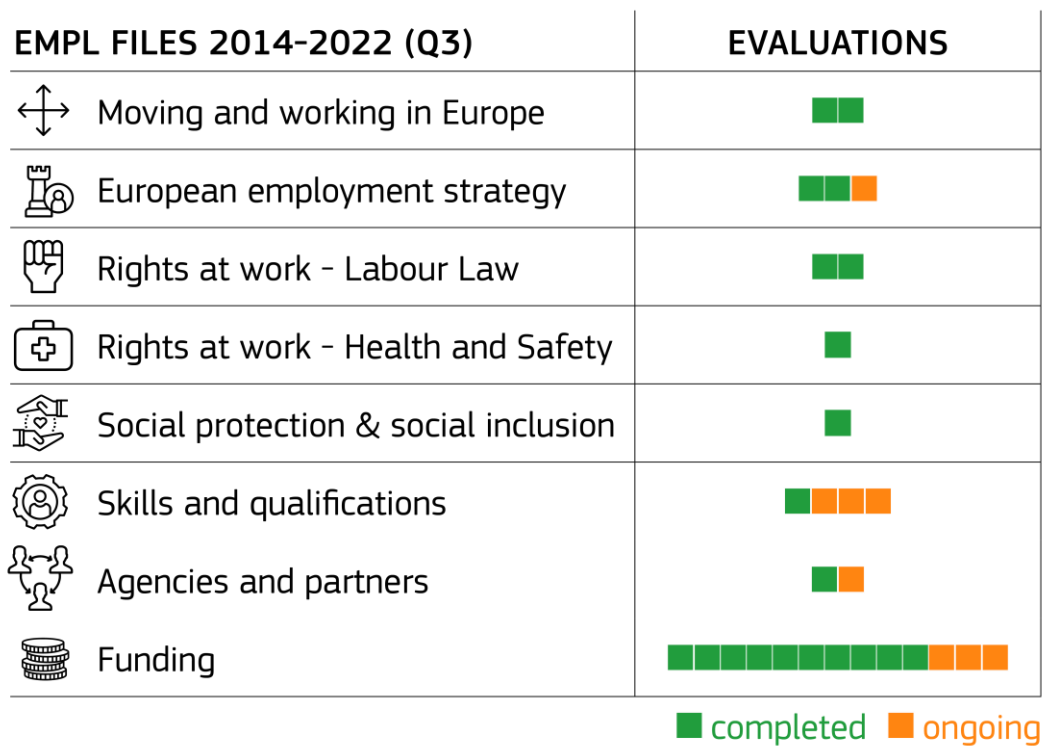 EMPL FILES 2014-2022 (Q3) EVALUATIONS
Moving and working in Europe
European employment strategy
Rights at work - Labour Law
Rights at work - Health and Safety
Social protection & social inclusion
Skills and qualifications
Agencies and partners
Funding
completed ongoing